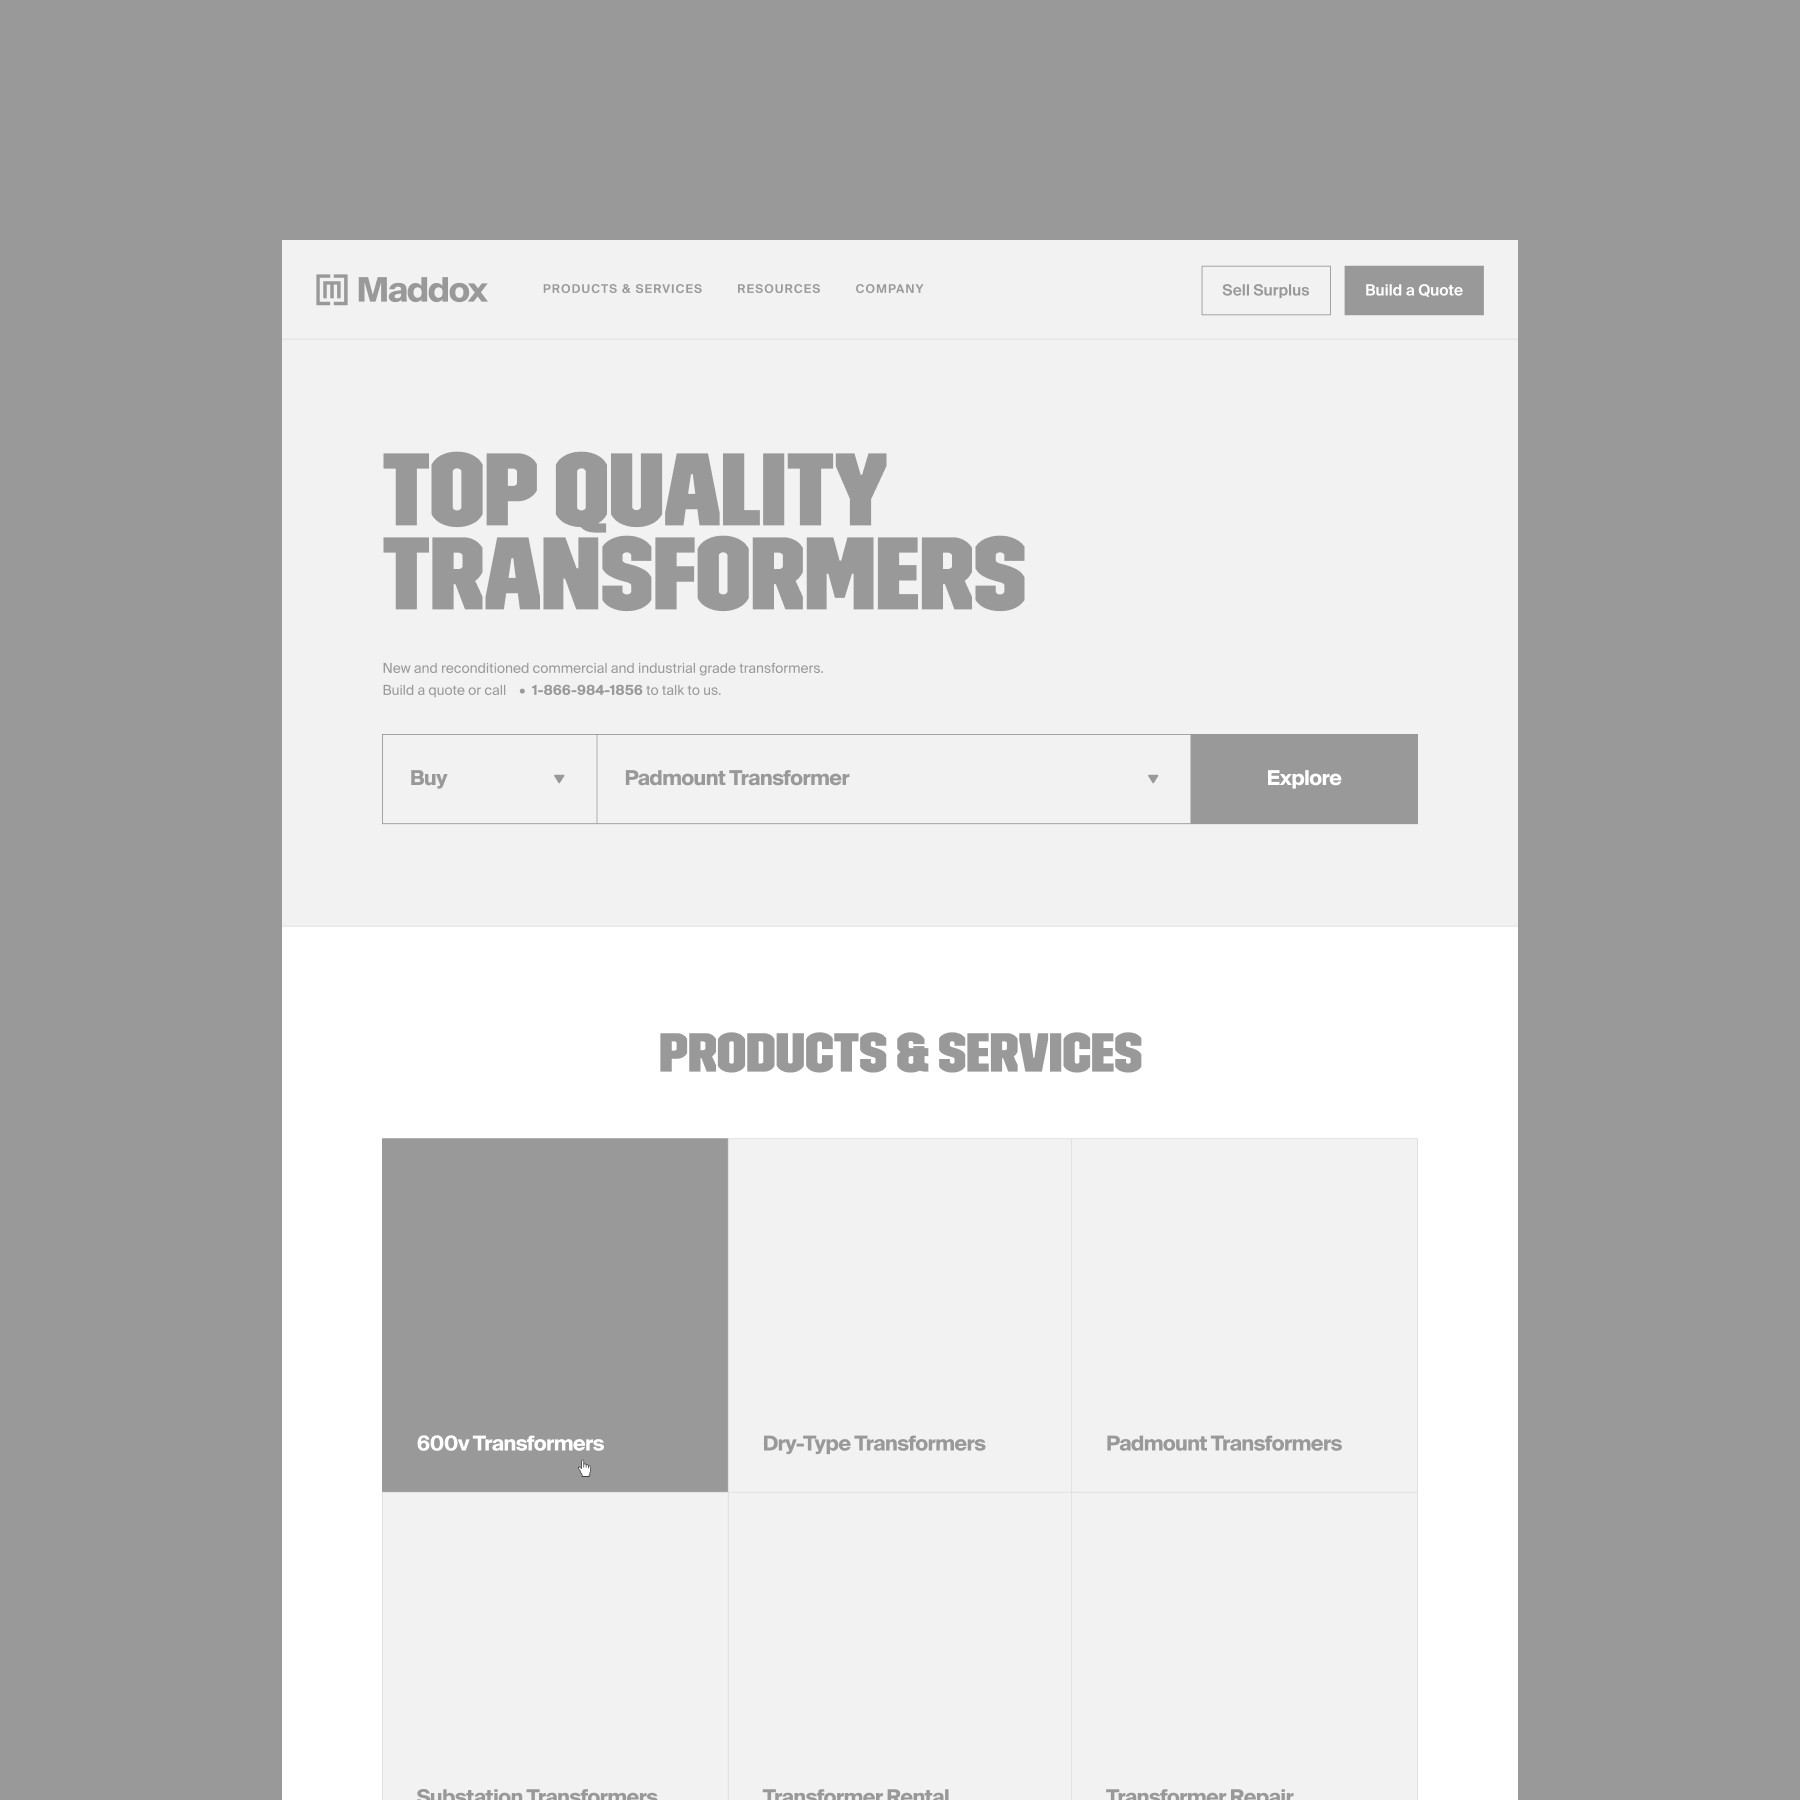 Maddox
PRODUCTS & SERVICES
RESOURCES
COMPANY
Sell Surplus
Build a Quote
TOP QUALITY
TRANSFORMERS
New and reconditioned commercial and industrial grade transformers.
Build a quote or call • 1-866-984-1856 to talk to us.
Buy
Padmount Transformer
Explore
PRODUCTS & SERVICES
600v Transformers
Dry-Type Transformers
Padmount Transformers
Substation Transformers
Transformer Rental
Transformer Repair